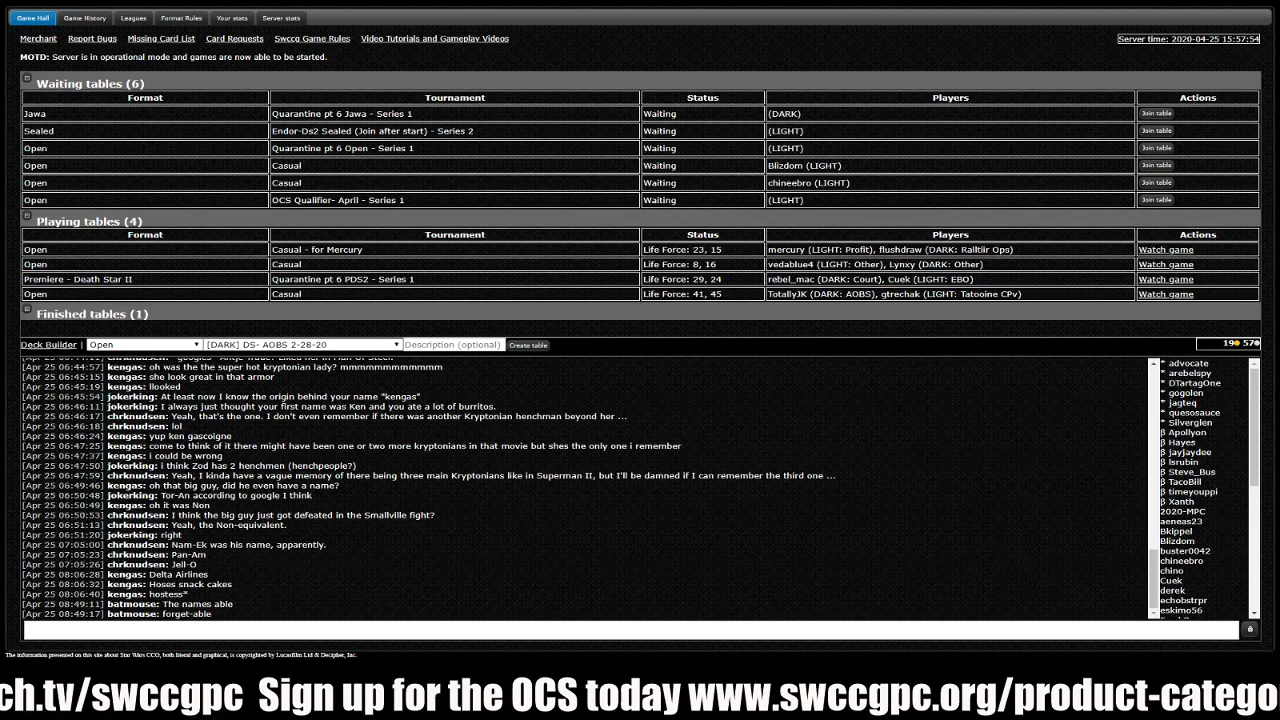 Game Hall Game History Leagues Format Rules Your stats Server stats
Merchant Report Bugs Missing Card List Card Requests Swccg Game Rules Video Tutorials and Gameplay Videos Server time: 2020-04-25 15:57:54
MOTD: Server is in operational mode and games are now able to be started.
Waiting tables (6)
Format Tournament Status Players Actions
Jawa Quarantine pt 6 Jawa - Series 1 Waiting (DARK) Join table
Sealed Endor-Ds2 Sealed (Join after start) - Series 2 Waiting (LIGHT) Join table
Open Quarantine pt 6 Open - Series 1 Waiting (LIGHT) Join table
Open Casual Waiting Blizdom (LIGHT) Join table
Open Casual Waiting chineebro (LIGHT) Join table
Open OCS Qualifier- April - Series 1 Waiting (LIGHT) Join table
Playing tables (4)
Format Tournament Status Players Actions
Open Casual - for Mercury Life Force: 23, 15 mercury (LIGHT: Profit), flushdraw (DARK: Ralltiir Ops) Watch game
Open Casual Life Force: 8, 16 vedablue4 (LIGHT: Other), Lynxy (DARK: Other) Watch game
Premiere - Death Star II Quarantine pt 6 PDS2 - Series 1 Life Force: 29, 24 rebel_mac (DARK: Court), Cuek (LIGHT: EBO) Watch game
Open Casual Life Force: 41, 45 TotallyJK (DARK: AOBS), gtrechak (LIGHT: Tatooine CPv) Watch game
Finished tables (1)
Deck Builder | Open [DARK] DS- AOBS 2-28-20 Description (optional) Create table 19 57
[Apr 25 06:44:57] kengas: oh was the the super hot kryptonian lady? mmmmmmmmmmmm
[Apr 25 06:45:15] kengas: she look great in that armor
[Apr 25 06:45:19] kengas: llooked
[Apr 25 06:45:54] jokerking: At least now I know the origin behind your name "kengas"
[Apr 25 06:46:11] jokerking: I always just thought your first name was Ken and you ate a lot of burritos.
[Apr 25 06:46:17] chrknudsen: Yeah, that's the one. I don't even remember if there was another Kryptonian henchman beyond her ...
[Apr 25 06:46:18] chrknudsen: lol
[Apr 25 06:46:24] kengas: yup ken gascoigne
[Apr 25 06:47:25] kengas: come to think of it there might have been one or two more kryptonians in that movie but shes the only one i remember
[Apr 25 06:47:37] kengas: i could be wrong
[Apr 25 06:47:50] jokerking: i think Zod has 2 henchmen (henchpeople?)
[Apr 25 06:47:59] chrknudsen: Yeah, I kinda have a vague memory of there being three main Kryptonians like in Superman II, but I'll be damned if I can remember the third one ...
[Apr 25 06:49:46] kengas: oh that big guy, did he even have a name?
[Apr 25 06:50:48] jokerking: Tor-An according to google I think
[Apr 25 06:50:49] kengas: oh it was Non
[Apr 25 06:50:53] chrknudsen: I think the big guy just got defeated in the Smallville fight?
[Apr 25 06:51:13] chrknudsen: Yeah, the Non-equivalent.
[Apr 25 06:51:20] jokerking: right
[Apr 25 07:05:00] chrknudsen: Nam-Ek was his name, apparently.
[Apr 25 07:05:23] chrknudsen: Pan-Am
[Apr 25 07:05:26] chrknudsen: Jell-O
[Apr 25 08:06:28] kengas: Delta Airlines
[Apr 25 08:06:32] kengas: Hoses snack cakes
[Apr 25 08:06:40] kengas: hostess*
[Apr 25 08:49:11] batmouse: The names able
[Apr 25 08:49:17] batmouse: forget-able
* advocate
* arebelspy
* DTartagOne
* gogolen
* jagteq
* quesosauce
* Silverglen
β Apollyon
β Hayes
β jayjaydee
β lsrubin
β Steve_Bus
β TacoBill
β timeyouppi
β Xanth
2020-MPC
aeneas23
Bkippel
Blizdom
buster0042
chineebro
chino
Cuek
derek
echobstrpr
eskimo56
The information presented on this site about Star Wars CCG, both literal and graphical, is copyrighted by Lucasfilm Ltd & Decipher, Inc.
ch.tv/swccgpc Sign up for the OCS today www.swccgpc.org/product-catego